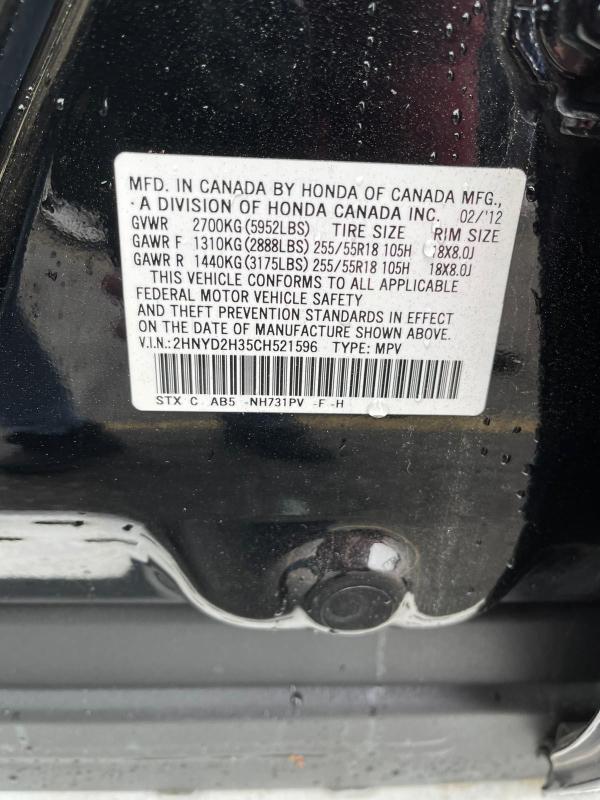 MFD. IN CANADA BY HONDA OF CANADA MFG.,
· A DIVISION OF HONDA CANADA INC. 02/'12
GVWR 2700KG(5952LBS) TIRE SIZE RIM SIZE
GAWR F 1310KG(2888LBS) 255/55R18 105H 18X8.0J
GAWR R 1440KG(3175LBS) 255/55R18 105H 18X8.0J
THIS VEHICLE CONFORMS TO ALL APPLICABLE
FEDERAL MOTOR VEHICLE SAFETY
AND THEFT PREVENTION STANDARDS IN EFFECT
ON THE DATE OF MANUFACTURE SHOWN ABOVE.
V.I.N.:2HNYD2H35CH521596 TYPE: MPV
STX C AB5 -NH731PV -F -H